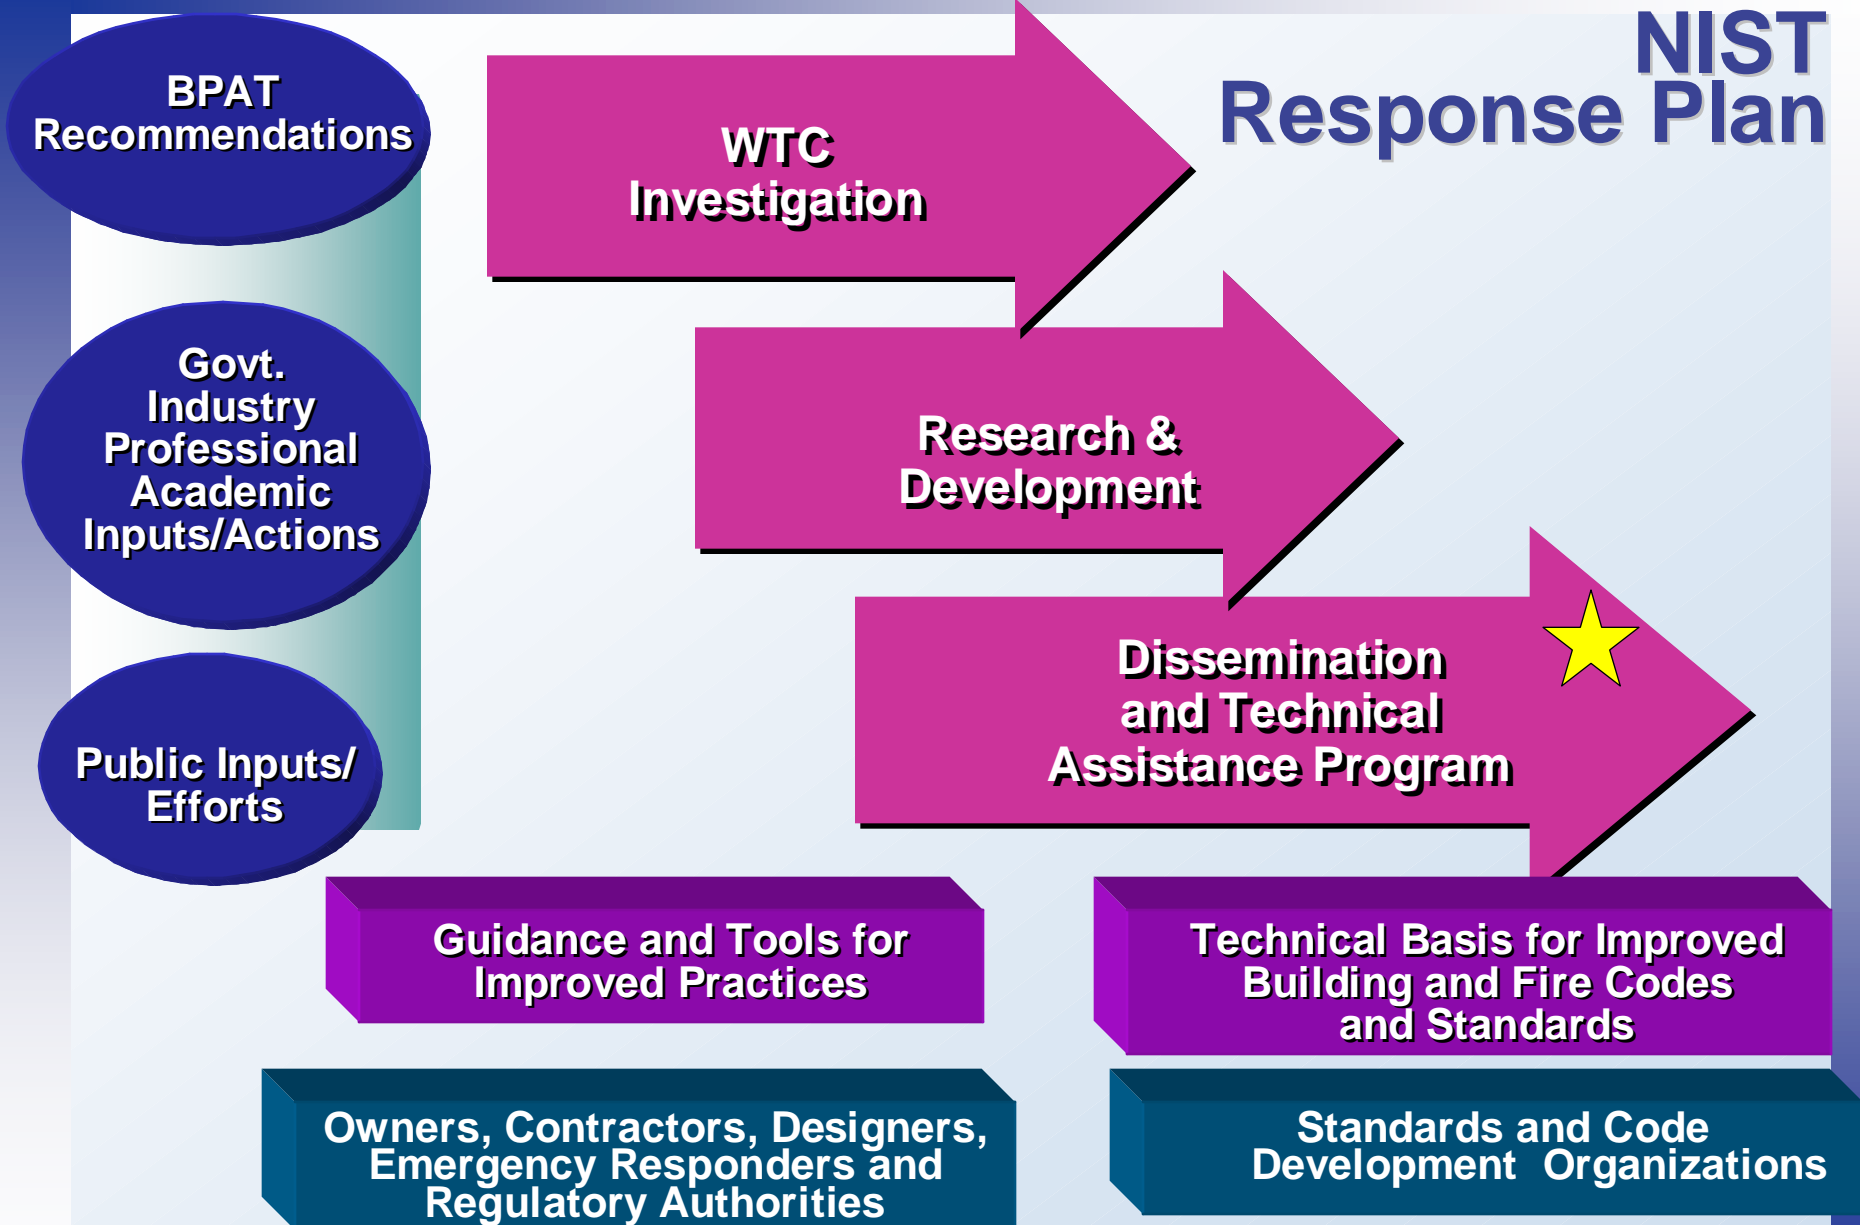 NIST
Response Plan
BPAT
Recommendations
WTC
Investigation
Govt.
Industry
Professional
Academic
Inputs/Actions
Research &
Development
Public Inputs/
Efforts
Dissemination
and Technical
Assistance Program
Guidance and Tools for
Improved Practices
Technical Basis for Improved
Building and Fire Codes
and Standards
Owners, Contractors, Designers,
Emergency Responders and
Regulatory Authorities
Standards and Code
Development Organizations